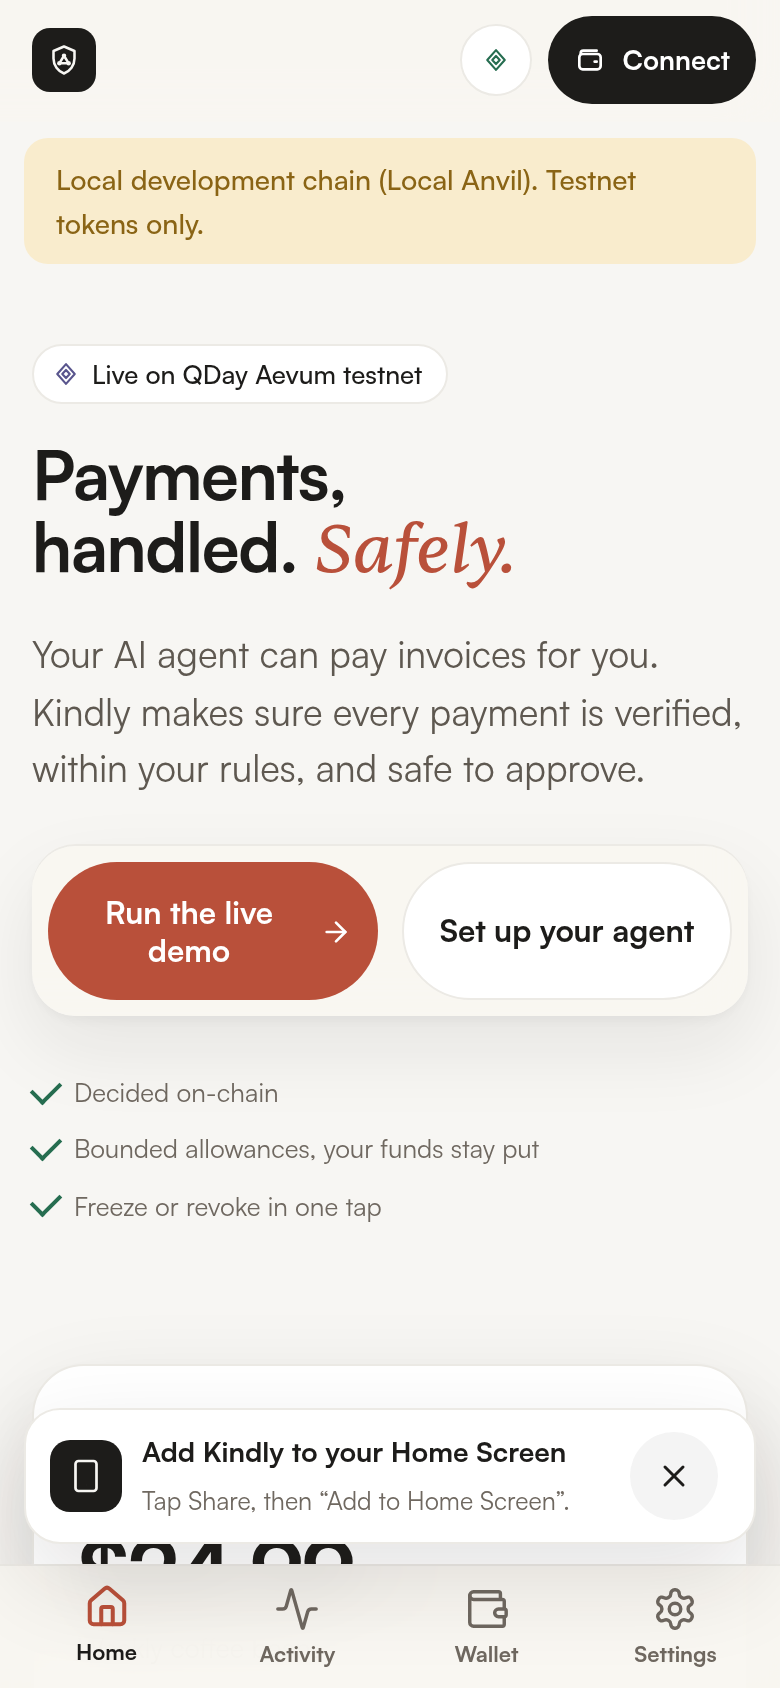 Connect
Local development chain (Local Anvil). Testnet
tokens only.
Live on QDay Aevum testnet
Payments,
handled. Safely.
Your AI agent can pay invoices for you.
Kindly makes sure every payment is verified,
within your rules, and safe to approve.
Run the live
demo
Set up your agent
Decided on-chain
Bounded allowances, your funds stay put
Freeze or revoke in one tap
Add Kindly to your Home Screen
Tap Share, then “Add to Home Screen”.
Home
Activity
Wallet
Settings